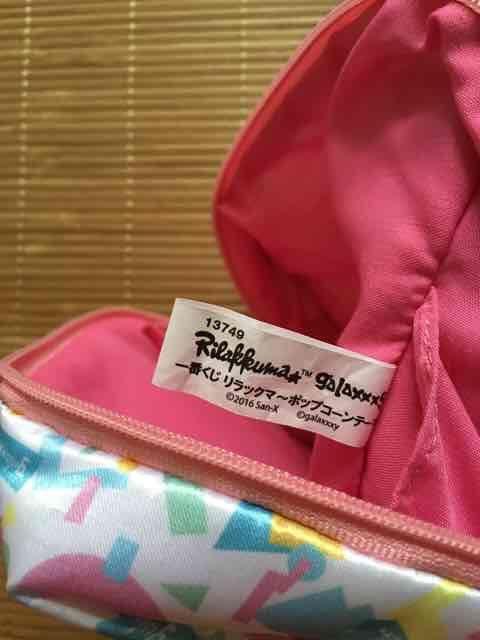 13749
Rilakkuma™ galaxxxy
一番くじ リラックマ～ポップコーンテー
©2016 San-X ©galaxxxy